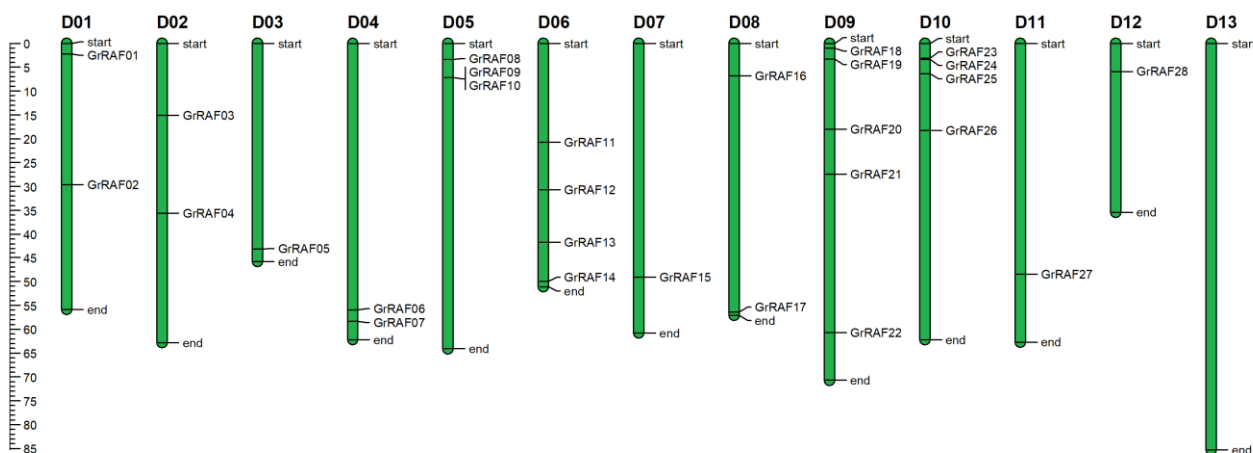 D01 D02 D03 D04 D05 D06 D07 D08 D09 D10 D11 D12 D13
0
5
10
15
20
25
30
35
40
45
50
55
60
65
70
75
80
85
start
GrRAF01
GrRAF02
end
start
GrRAF03
GrRAF04
end
start
GrRAF05
end
start
GrRAF06
GrRAF07
end
start
GrRAF08
GrRAF09
GrRAF10
end
start
GrRAF11
GrRAF12
GrRAF13
GrRAF14
end
start
GrRAF15
end
start
GrRAF16
GrRAF17
end
start
GrRAF18
GrRAF19
GrRAF20
GrRAF21
GrRAF22
end
start
GrRAF23
GrRAF24
GrRAF25
GrRAF26
end
start
GrRAF27
end
start
GrRAF28
end
start
end